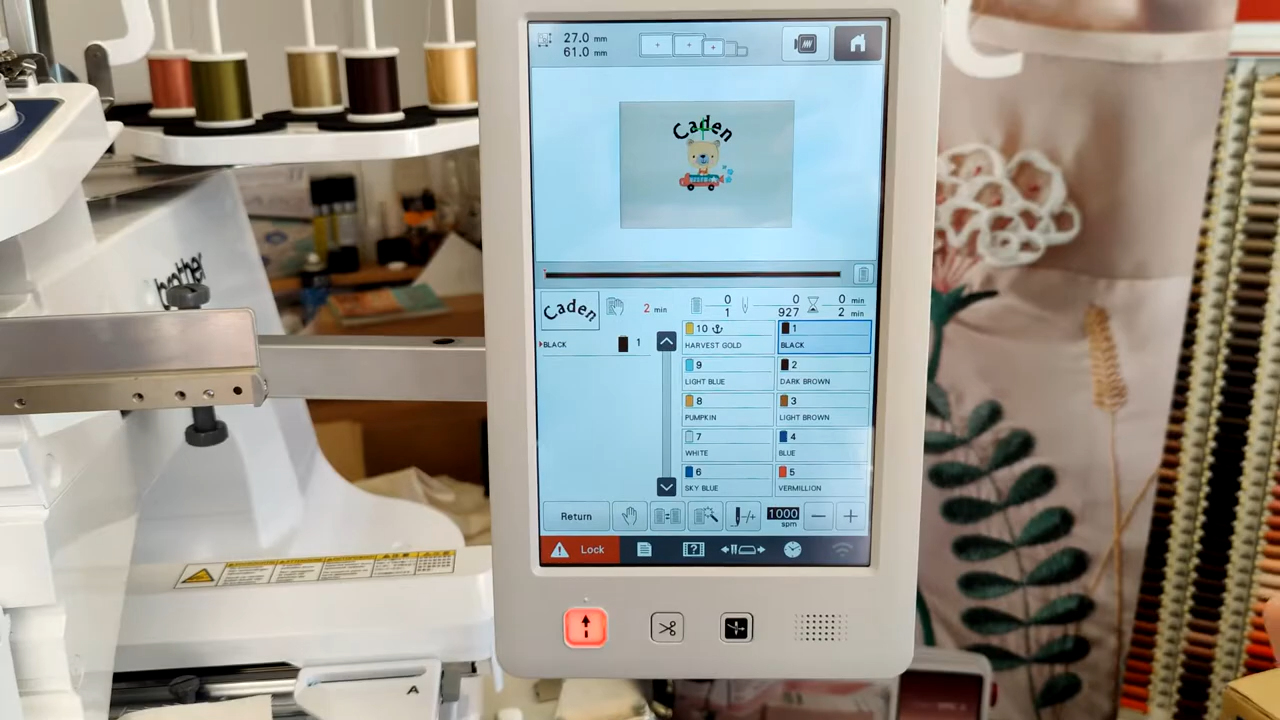 27.0 mm
61.0 mm
Caden
Caden
2 min
0
1
0
927
0 min
2 min
BLACK 1
10
HARVEST GOLD
1
BLACK
9
LIGHT BLUE
2
DARK BROWN
8
PUMPKIN
3
LIGHT BROWN
7
WHITE
4
BLUE
6
SKY BLUE
5
VERMILLION
Return
1000
spm
Lock
brother
A